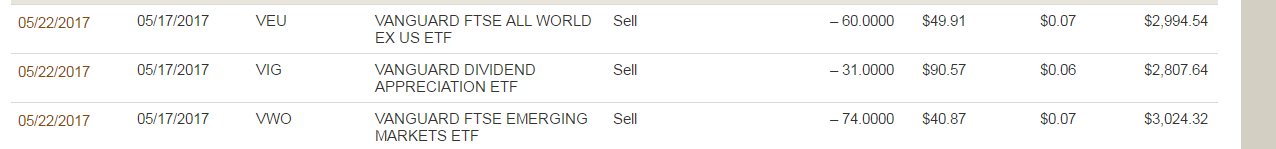 05/22/2017 05/17/2017 VEU VANGUARD FTSE ALL WORLD Sell – 60.0000 $49.91 $0.07 $2,994.54
EX US ETF
05/22/2017 05/17/2017 VIG VANGUARD DIVIDEND Sell – 31.0000 $90.57 $0.06 $2,807.64
APPRECIATION ETF
05/22/2017 05/17/2017 VWO VANGUARD FTSE EMERGING Sell – 74.0000 $40.87 $0.07 $3,024.32
MARKETS ETF